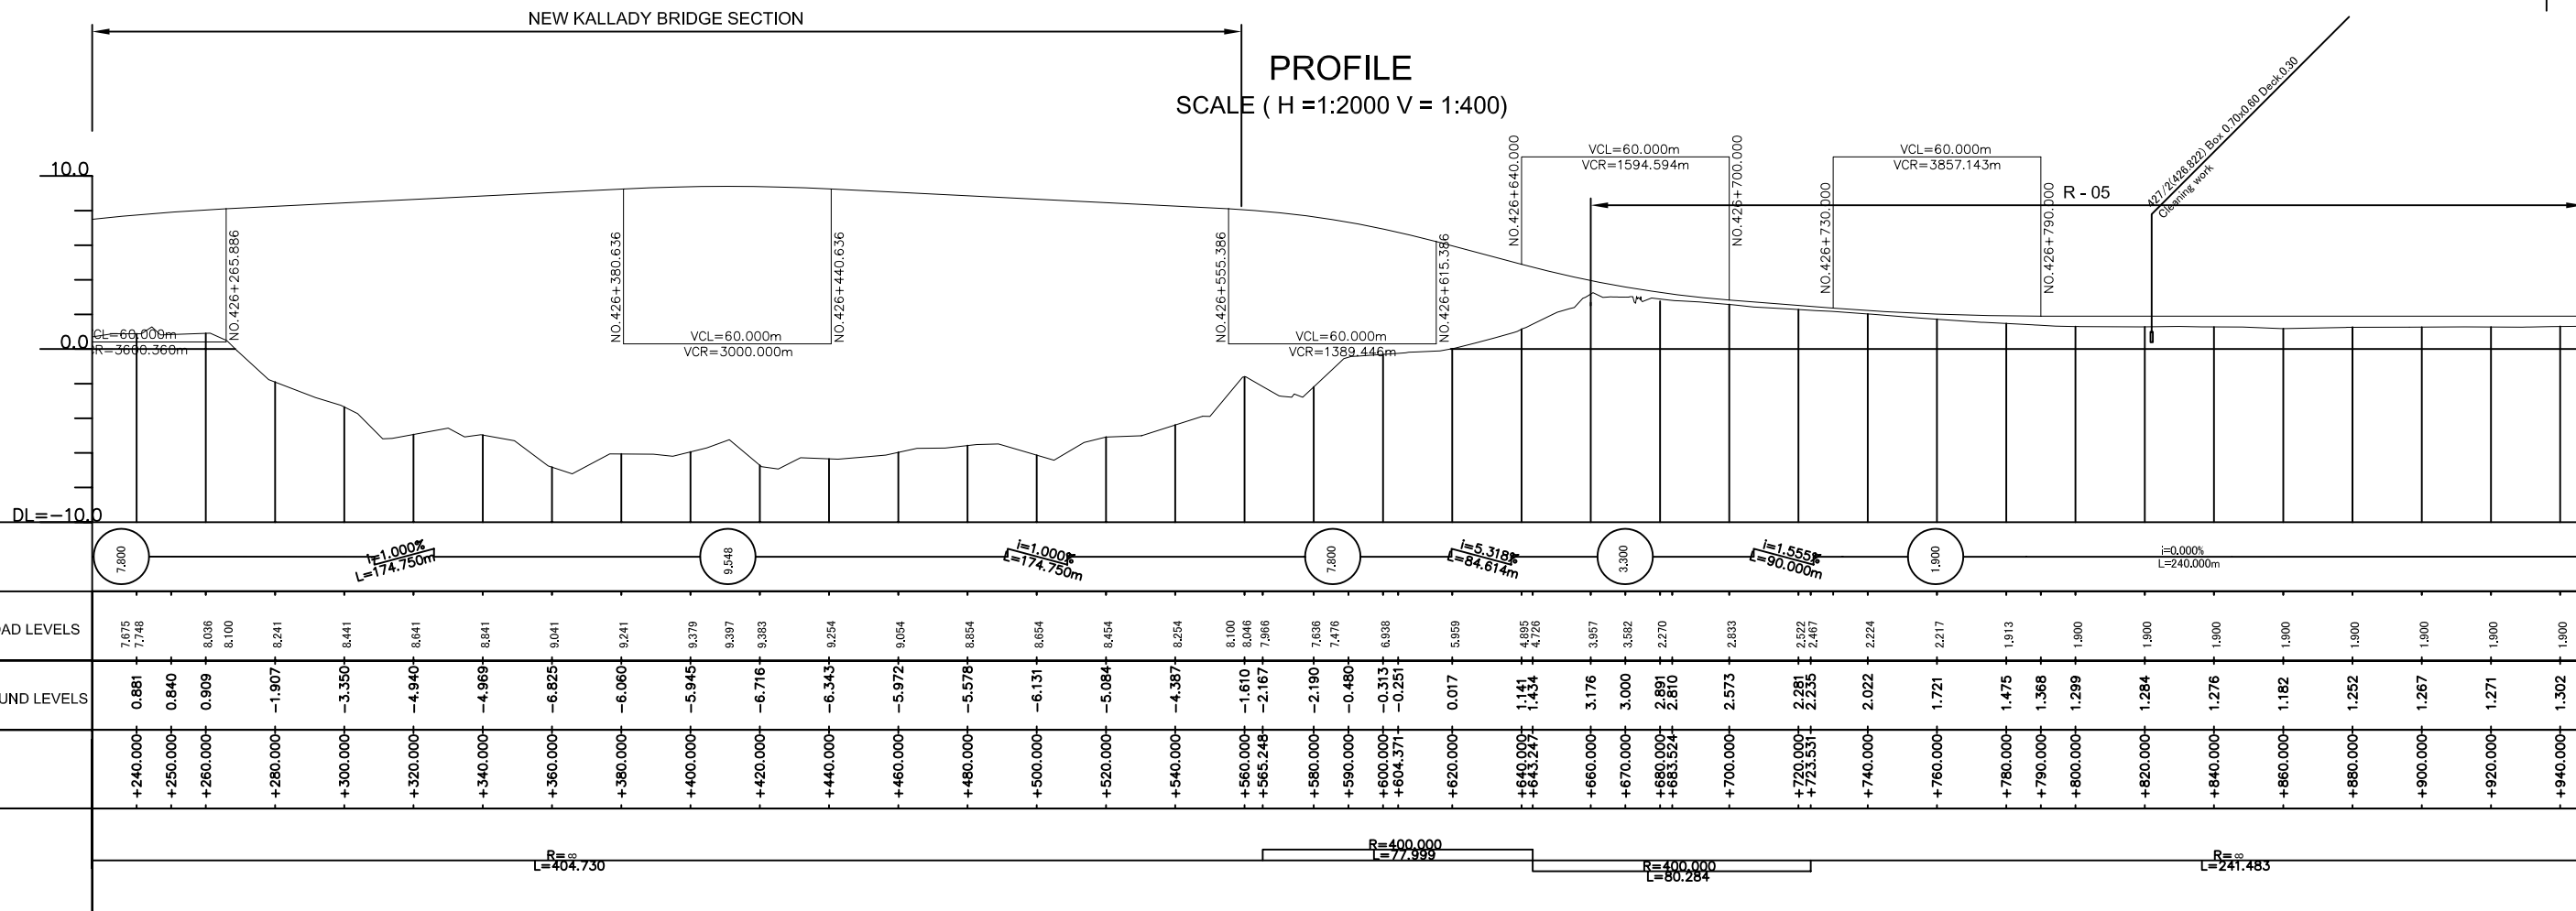 NEW KALLADY BRIDGE SECTION
PROFILE
SCALE ( H =1:2000 V = 1:400)
427/2(426.822) Box 0.70x0.60 Deck.0.30
Cleaning work
VCL=60.000m
VCR=1594.594m
VCL=60.000m
VCR=3857.143m
R - 05
10.0
0.0
DL=-10.0
CL=60.000m
R=3600.360m
NO.426+265.886
NO.426+380.636
VCL=60.000m
VCR=3000.000m
NO.426+440.636
NO.426+555.386
VCL=60.000m
VCR=1389.446m
NO.426+615.386
NO.426+640.000
NO.426+700.000
NO.426+730.000
NO.426+790.000
7.800
i=1.000%
L=174.750m
9.548
i=1.000%
L=174.750m
7.800
i=5.318%
L=84.614m
3.300
i=1.555%
L=90.000m
1.900
i=0.000%
L=240.000m
AD LEVELS 7.675 7.748 8.036 8.100 8.241 8.441 8.641 8.841 9.041 9.241 9.379 9.397 9.383 9.254 9.054 8.854 8.654 8.454 8.254 8.100 8.046 7.966 7.636 7.476 6.938 5.959 4.895 4.726 3.957 3.582 2.270 2.833 2.522 2.467 2.224 2.217 1.913 1.900 1.900 1.900 1.900 1.900 1.900 1.900 1.900
UND LEVELS 0.881 0.840 0.909 -1.907 -3.350 -4.940 -4.969 -6.825 -6.060 -5.945 -6.716 -6.343 -5.972 -5.578 -6.131 -5.084 -4.387 -1.610 -2.167 -2.190 -0.480 -0.313 -0.251 0.017 1.141 1.434 3.176 3.000 2.891 2.810 2.573 2.281 2.235 2.022 1.721 1.475 1.368 1.299 1.284 1.276 1.182 1.252 1.267 1.271 1.302
+240.000 +250.000 +260.000 +280.000 +300.000 +320.000 +340.000 +360.000 +380.000 +400.000 +420.000 +440.000 +460.000 +480.000 +500.000 +520.000 +540.000 +560.000 +565.248 +580.000 +590.000 +600.000 +604.371 +620.000 +640.000 +643.247 +660.000 +670.000 +680.000 +683.524 +700.000 +720.000 +723.531 +740.000 +760.000 +780.000 +790.000 +800.000 +820.000 +840.000 +860.000 +880.000 +900.000 +920.000 +940.000
R=∞
L=404.730
R=400.000
L=77.999
R=400.000
L=80.284
R=∞
L=241.483